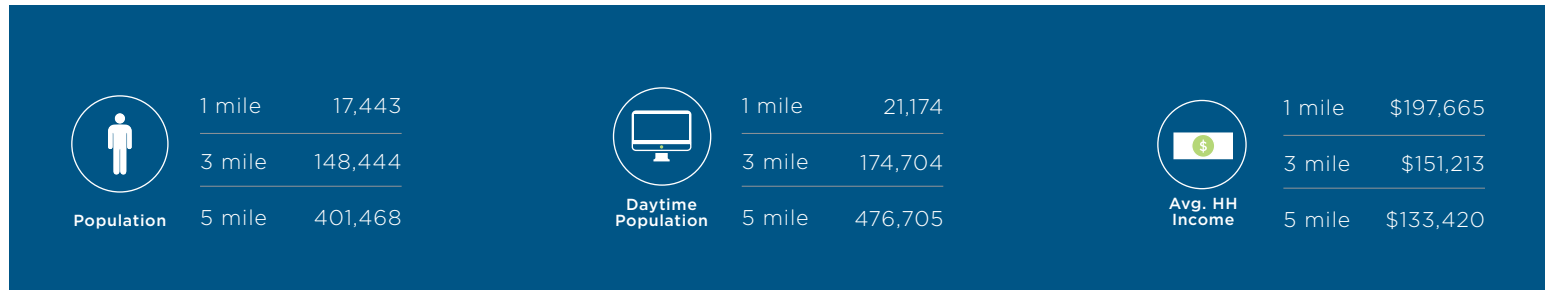 1 mile 17,443
3 mile 148,444
5 mile 401,468
Population
1 mile 21,174
3 mile 174,704
5 mile 476,705
Daytime
Population
1 mile $197,665
3 mile $151,213
5 mile $133,420
$
Avg. HH
Income